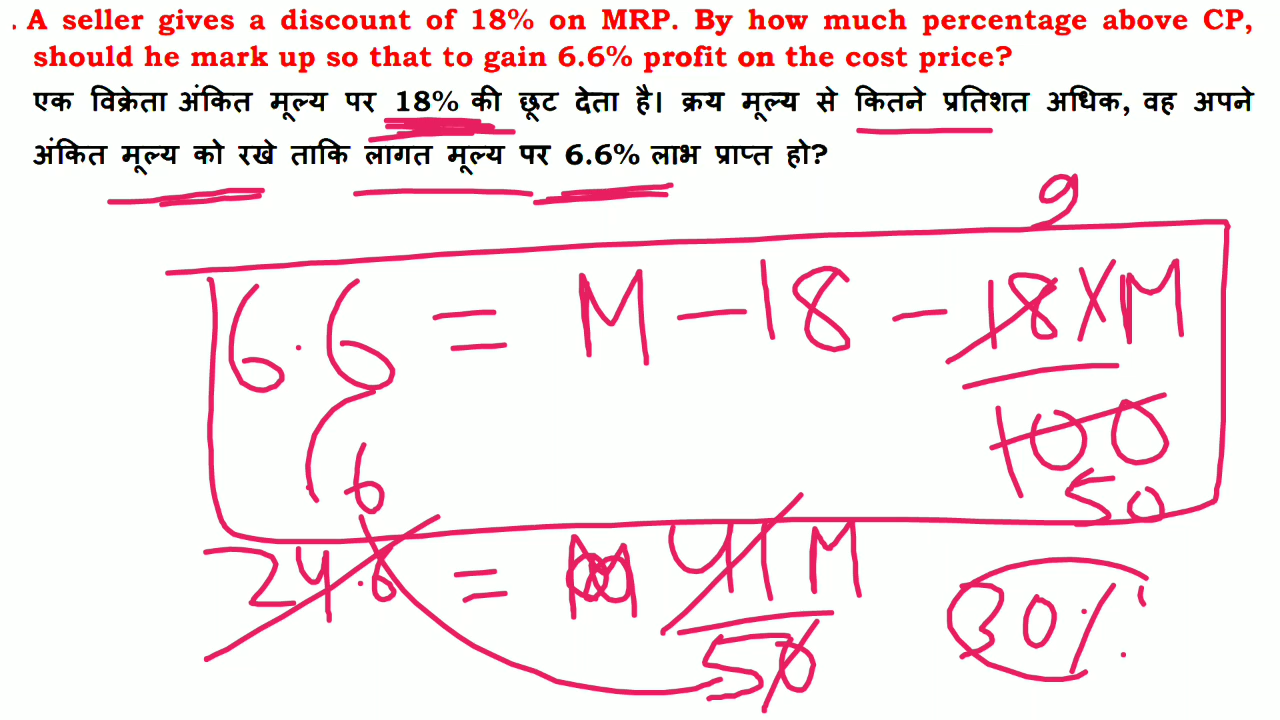 . A seller gives a discount of 18% on MRP. By how much percentage above CP,
should he mark up so that to gain 6.6% profit on the cost price?
एक विक्रेता अंकित मूल्य पर 18% की छूट देता है। क्रय मूल्य से कितने प्रतिशत अधिक, वह अपने
अंकित मूल्य को रखे ताकि लागत मूल्य पर 6.6% लाभ प्राप्त हो?
9
6.6 = M - 18 - 18 X M
100
6
50
24.6 = 41 M
50
30%